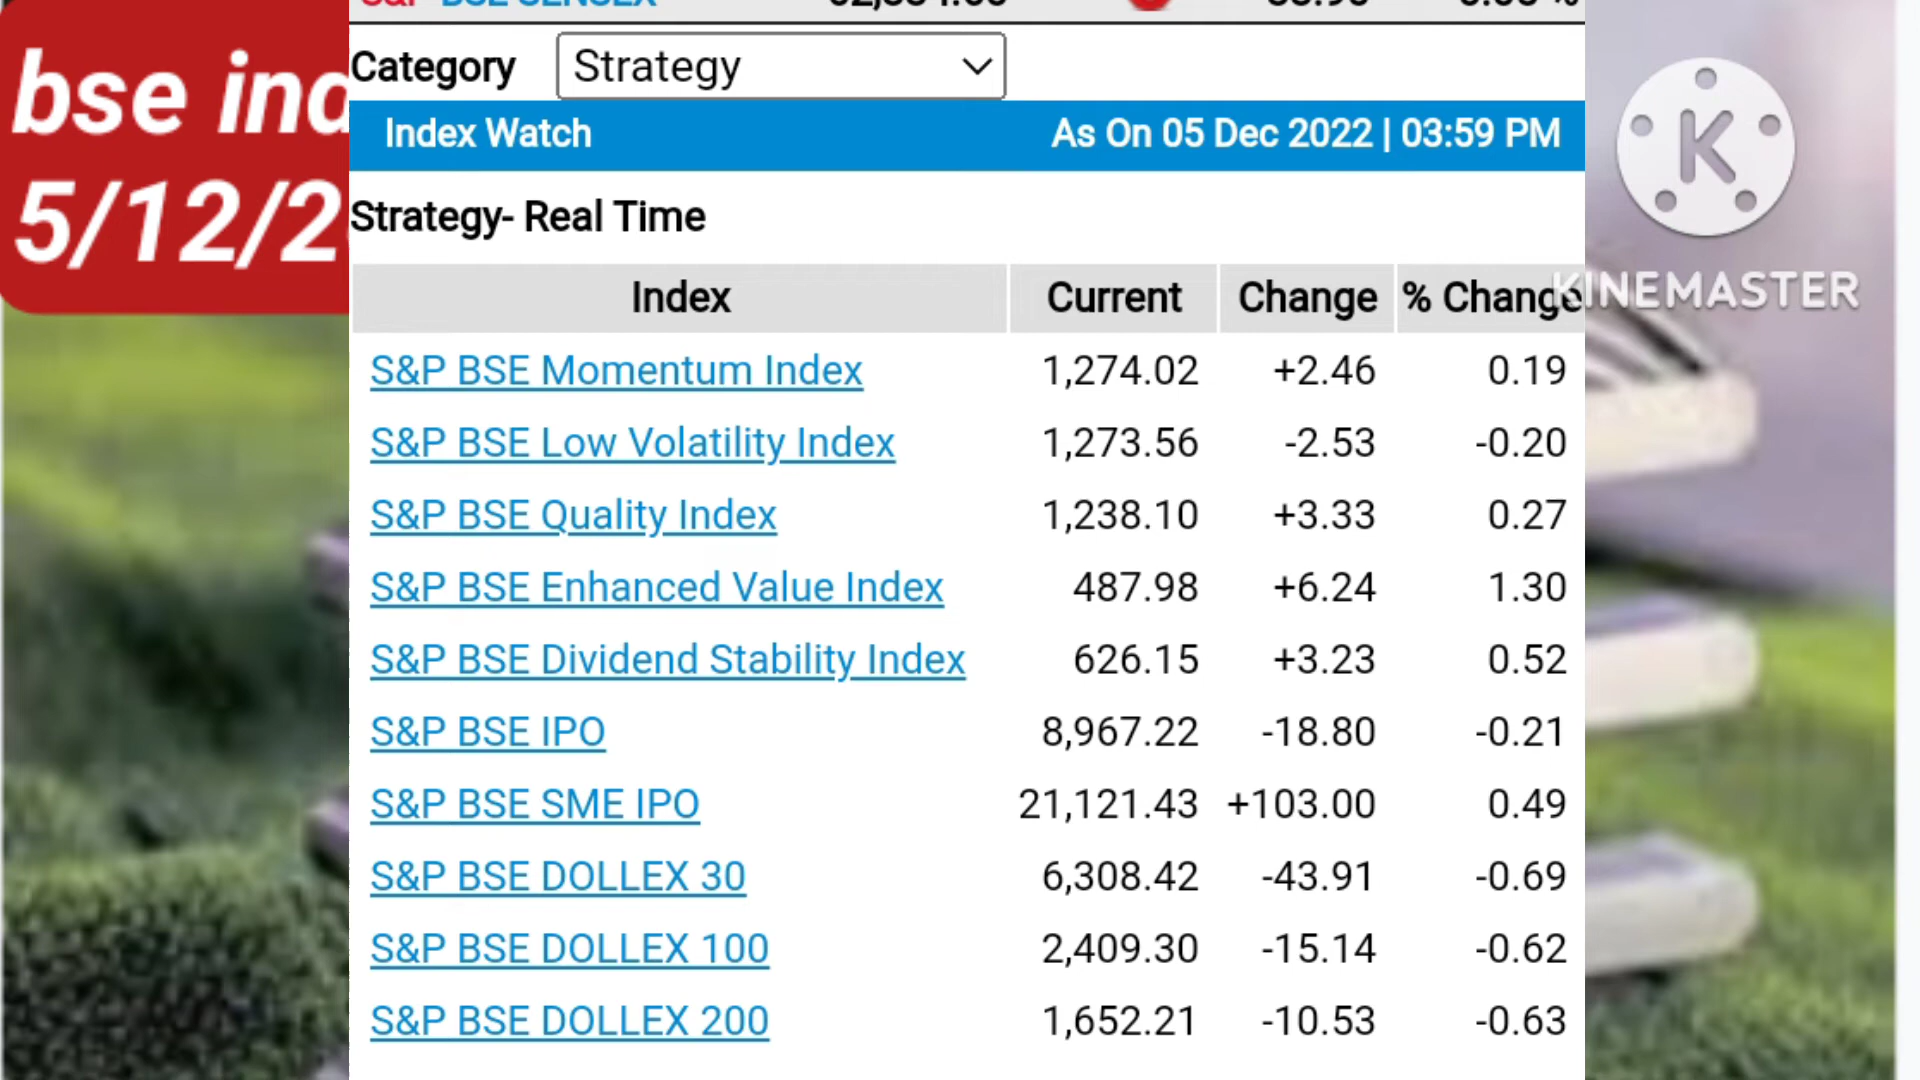 bse ind
5/12/2
S&P BSE SENSEX
Category Strategy
Index Watch As On 05 Dec 2022 | 03:59 PM
Strategy- Real Time
Index Current Change % Change
S&P BSE Momentum Index 1,274.02 +2.46 0.19
S&P BSE Low Volatility Index 1,273.56 -2.53 -0.20
S&P BSE Quality Index 1,238.10 +3.33 0.27
S&P BSE Enhanced Value Index 487.98 +6.24 1.30
S&P BSE Dividend Stability Index 626.15 +3.23 0.52
S&P BSE IPO 8,967.22 -18.80 -0.21
S&P BSE SME IPO 21,121.43 +103.00 0.49
S&P BSE DOLLEX 30 6,308.42 -43.91 -0.69
S&P BSE DOLLEX 100 2,409.30 -15.14 -0.62
S&P BSE DOLLEX 200 1,652.21 -10.53 -0.63
K
KINEMASTER